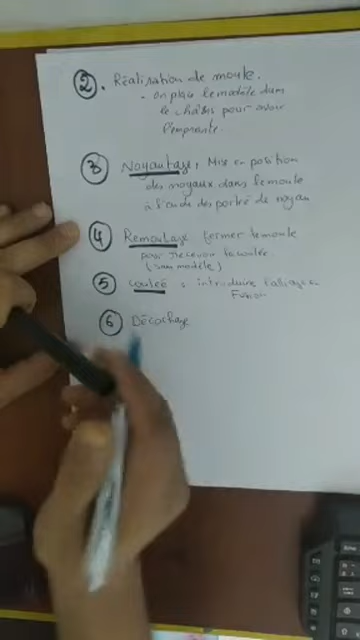 2. Réalisation de moule.
- on place le modèle dans
le châssis pour avoir
l'empreinte.
3 Noyautage, Mise en position
des noyaux dans le moule
à l'aide des portée de noyau
4 Remoulage fermer le moule
pour recevoir la coulée
(sans modèle)
5 coulée : introduire l'alliage en
Fusion
6 Décochage